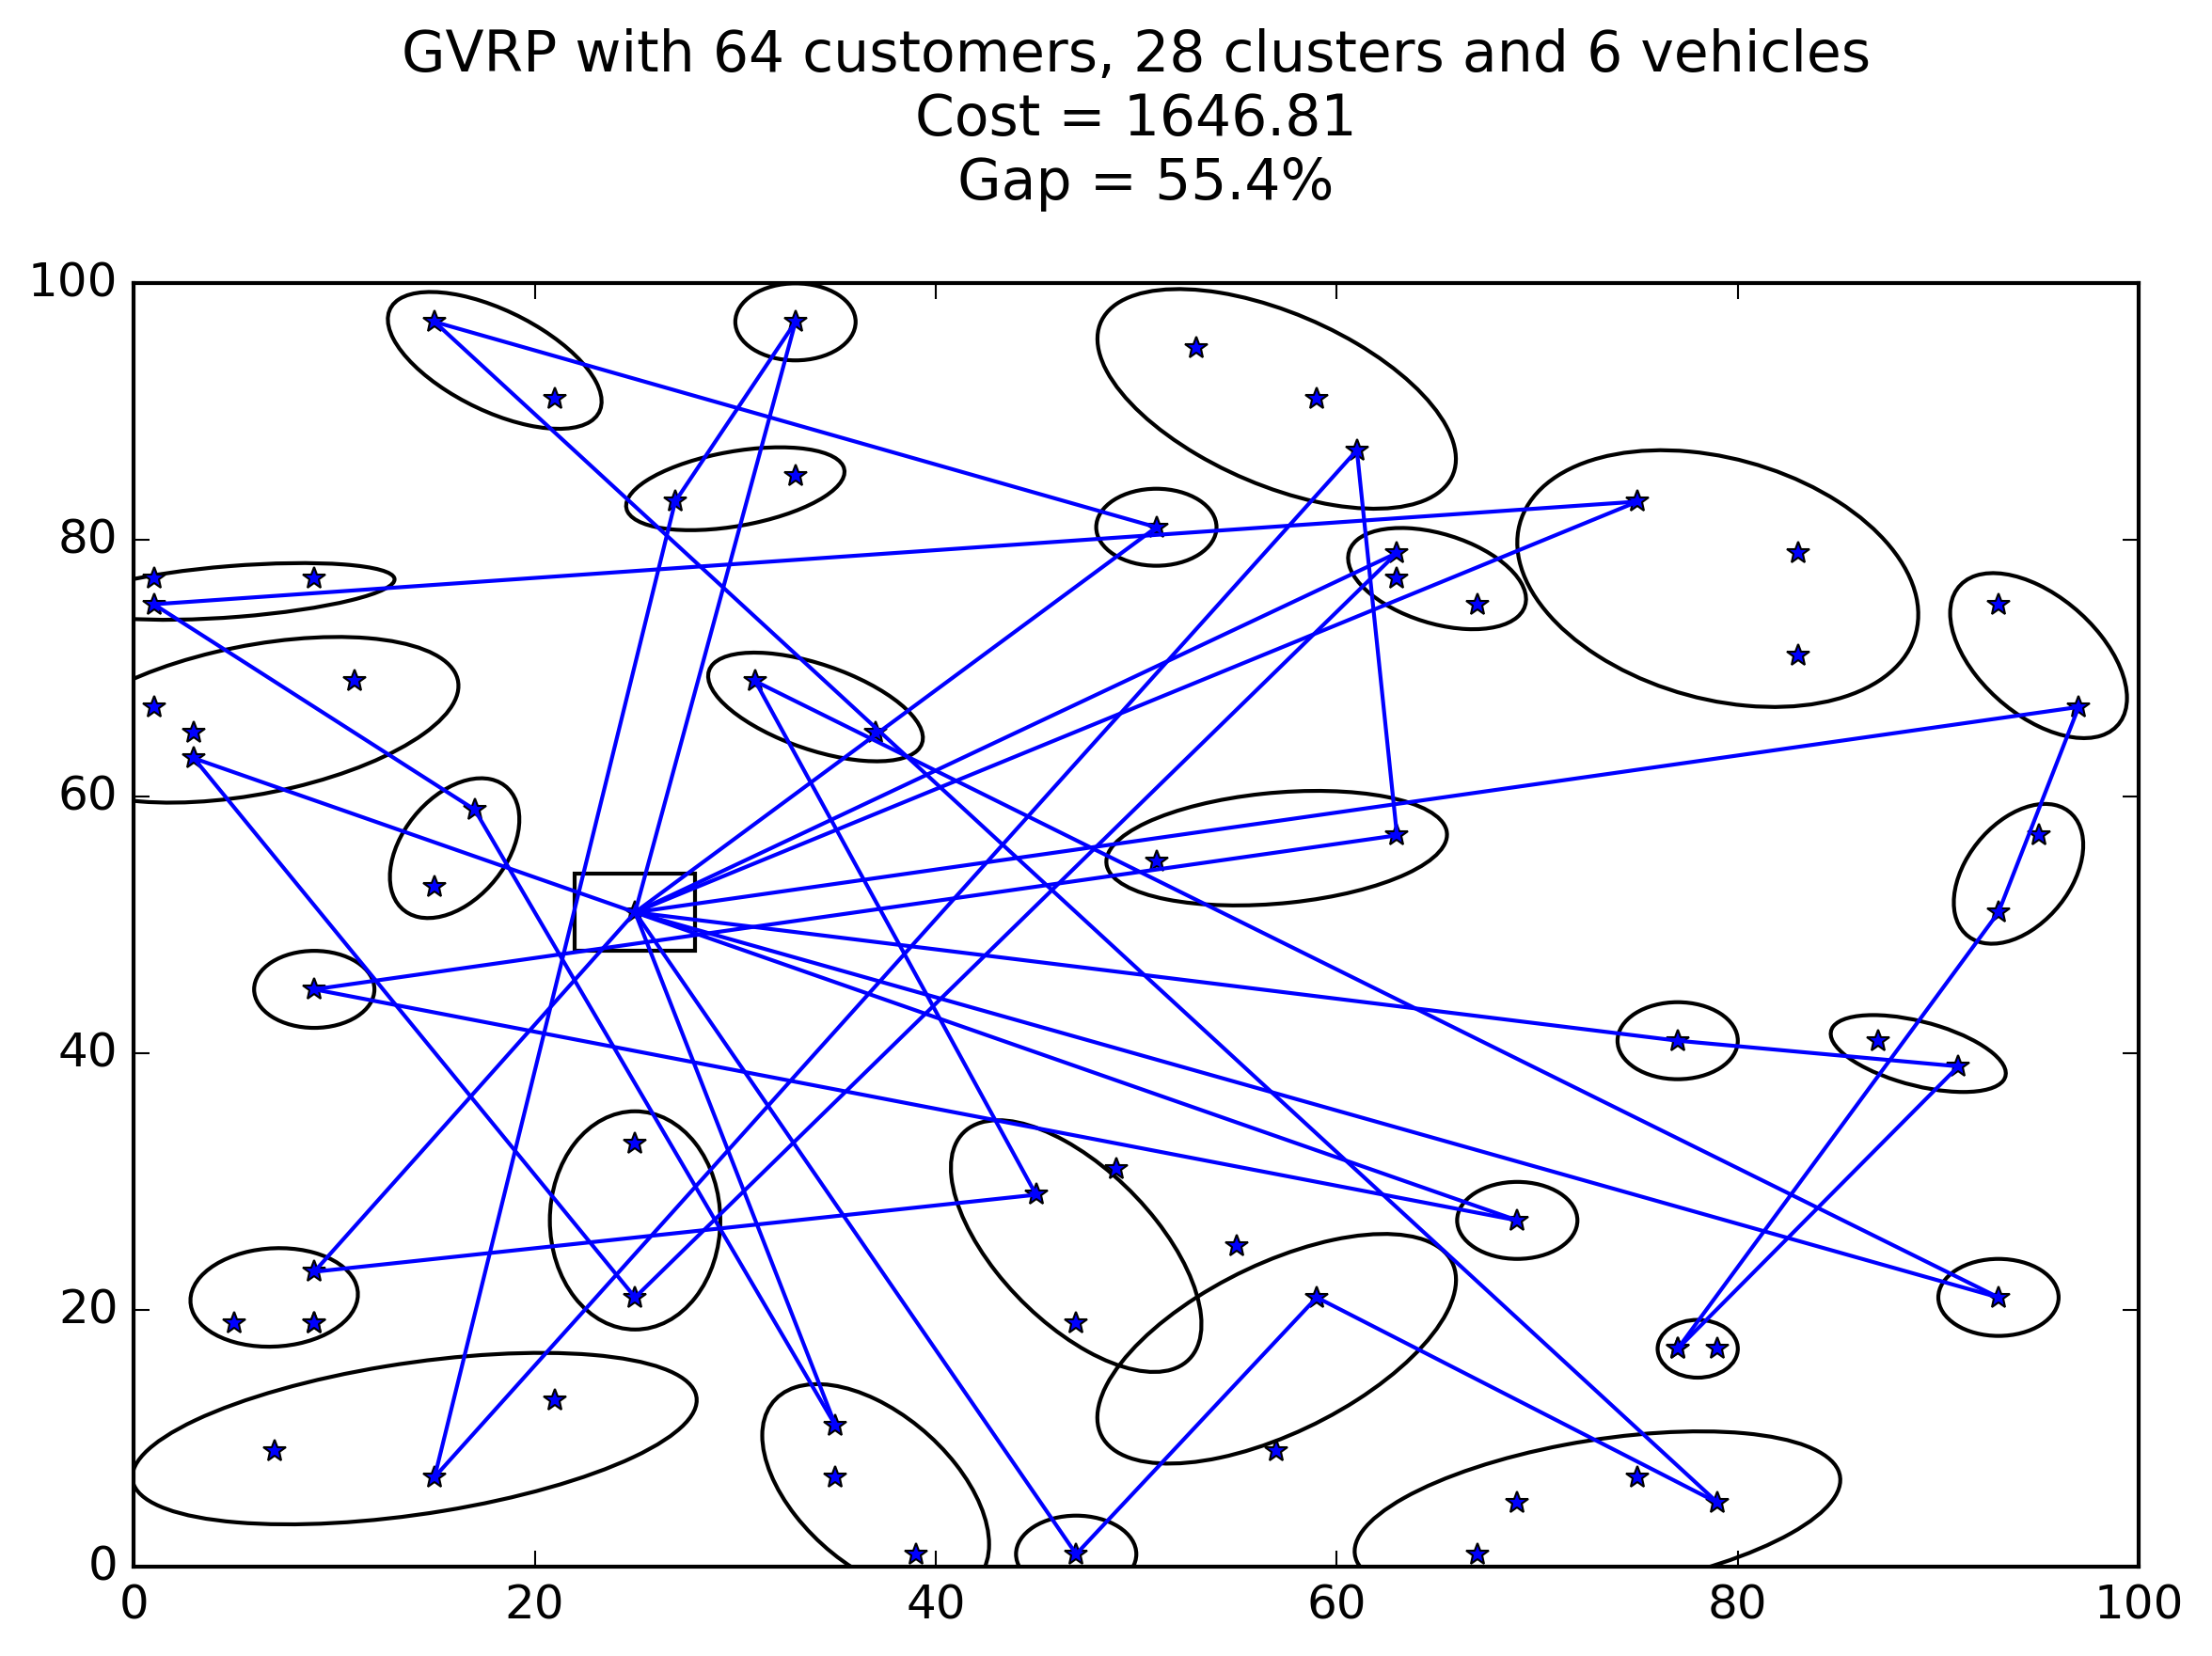 GVRP with 64 customers, 28 clusters and 6 vehicles
Cost = 1646.81
Gap = 55.4%
100
80
60
40
20
0
0 20 40 60 80 100